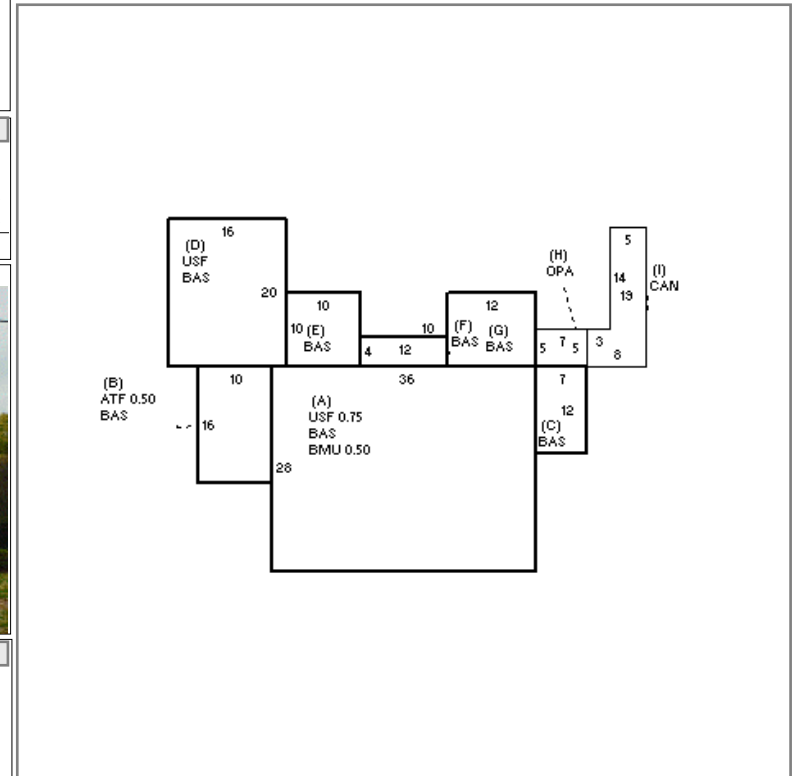 16
(D)
USF
BAS
20
5
(H)
OPA
14
19
(I)
CAN
10
10
(E)
BAS
4
12
10
12
(F)
BAS
(G)
BAS
5
7
5
3
8
(B)
ATF 0.50
BAS
10
16
36
(A)
USF 0.75
BAS
BMU 0.50
28
7
12
(C)
BAS